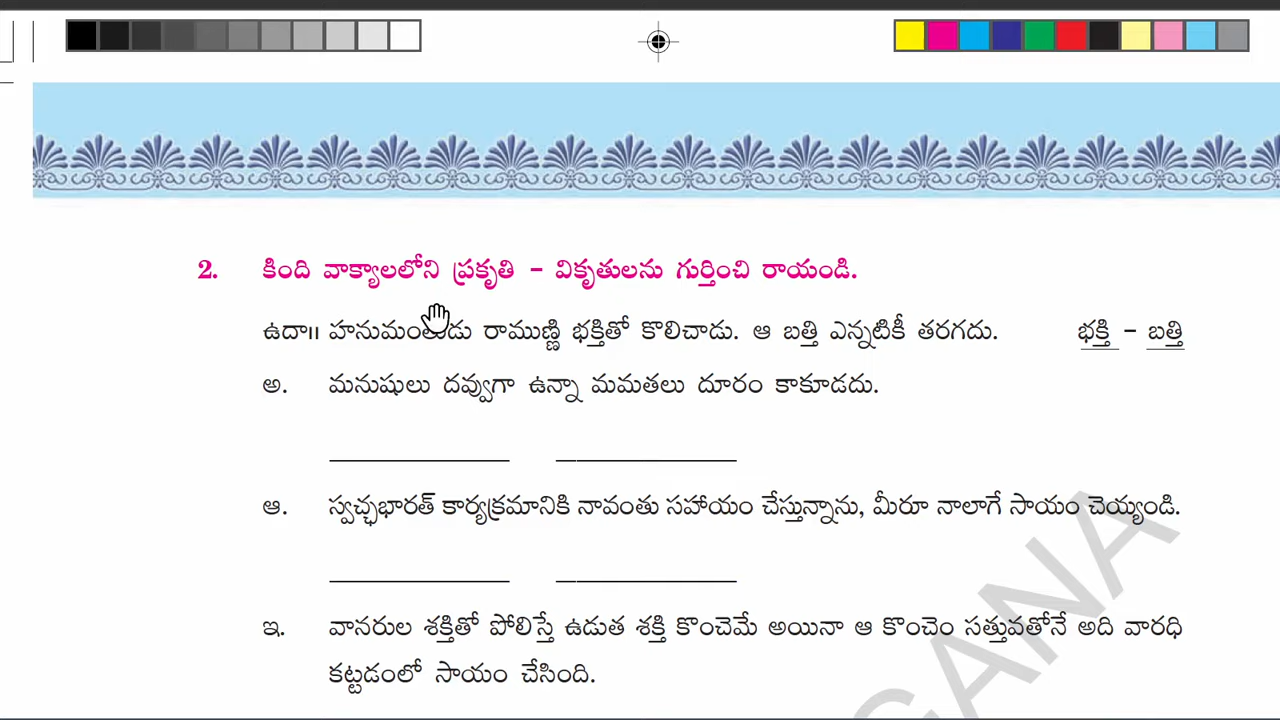 2. కింది వాక్యాలలోని ప్రకృతి - వికృతులను గుర్తించి రాయండి.
ఉదా॥ హనుమంతుడు రాముణ్ణి భక్తితో కొలిచాడు. ఆ బత్తి ఎన్నటికీ తరగదు. భక్తి - బత్తి
అ. మనుషులు దవ్వుగా ఉన్నా మమతలు దూరం కాకూడదు.
ఆ. స్వచ్ఛభారత్ కార్యక్రమానికి నావంతు సహాయం చేస్తున్నాను, మీరూ నాలాగే సాయం చెయ్యండి.
ఇ. వానరుల శక్తితో పోలిస్తే ఉడుత శక్తి కొంచెమే అయినా ఆ కొంచెం సత్తువతోనే అది వారధి
కట్టడంలో సాయం చేసింది.
GANA